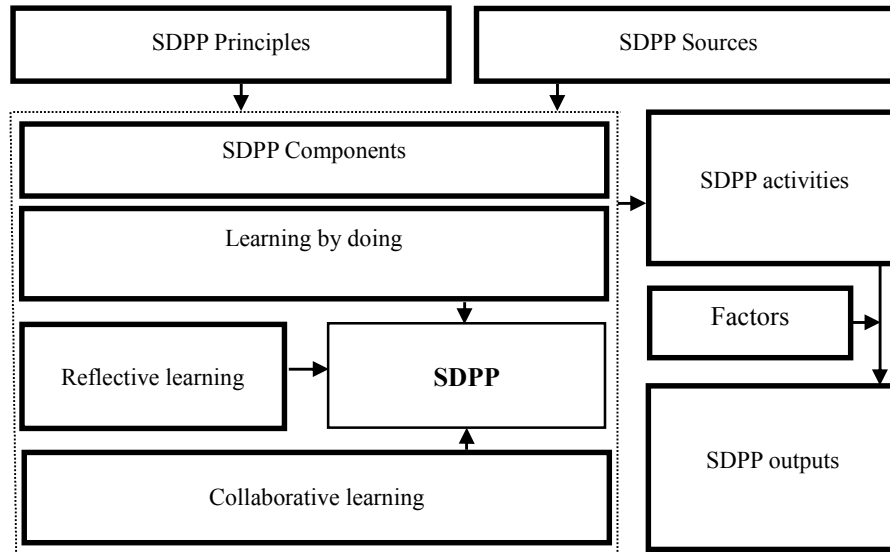 SDPP Principles
SDPP Sources
SDPP Components
SDPP activities
Learning by doing
Factors
Reflective learning
SDPP
SDPP outputs
Collaborative learning